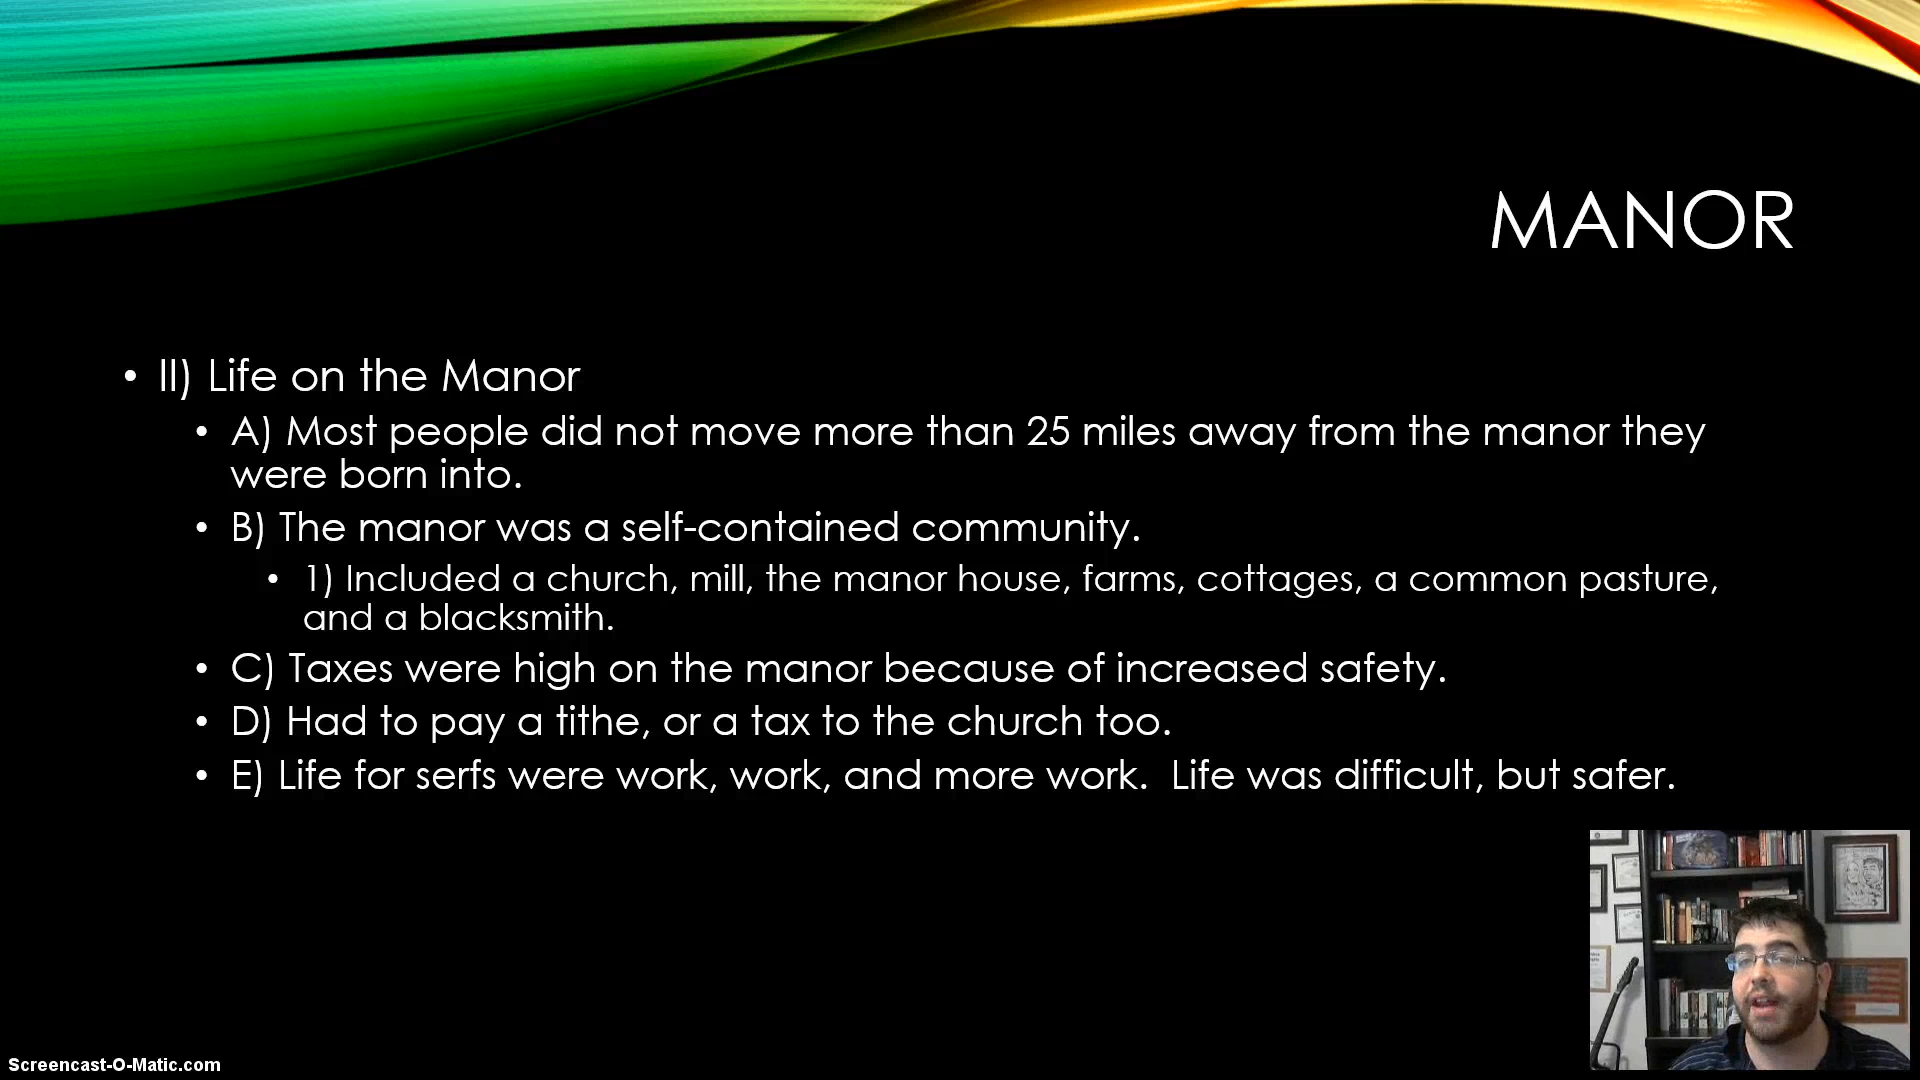 MANOR
• II) Life on the Manor
• A) Most people did not move more than 25 miles away from the manor they
were born into.
• B) The manor was a self-contained community.
• 1) Included a church, mill, the manor house, farms, cottages, a common pasture,
and a blacksmith.
• C) Taxes were high on the manor because of increased safety.
• D) Had to pay a tithe, or a tax to the church too.
• E) Life for serfs were work, work, and more work.  Life was difficult, but safer.
Screencast-O-Matic.com